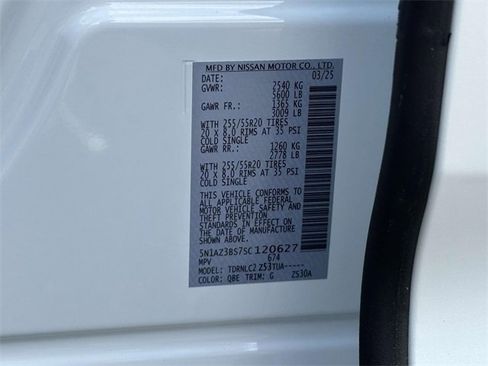 MFD BY NISSAN MOTOR CO., LTD.
DATE: 03/25
GVWR: 2540 KG
5600 LB
GAWR FR.: 1365 KG
3009 LB
WITH 255/55R20 TIRES
20 x 8.0 RIMS AT 35 PSI
COLD SINGLE
GAWR RR.: 1260 KG
2778 LB
WITH 255/55R20 TIRES
20 x 8.0 RIMS AT 35 PSI
COLD SINGLE
THIS VEHICLE CONFORMS TO
ALL APPLICABLE FEDERAL
MOTOR VEHICLE SAFETY AND
THEFT PREVENTION
STANDARDS IN EFFECT ON
THE DATE OF MANUFACTURE
SHOWN ABOVE.
5N1AZ3BS7SC120627
MPV 674
MODEL: TDRNLC2 Z53TUA-----
COLOR: QBE TRIM: G Z530A